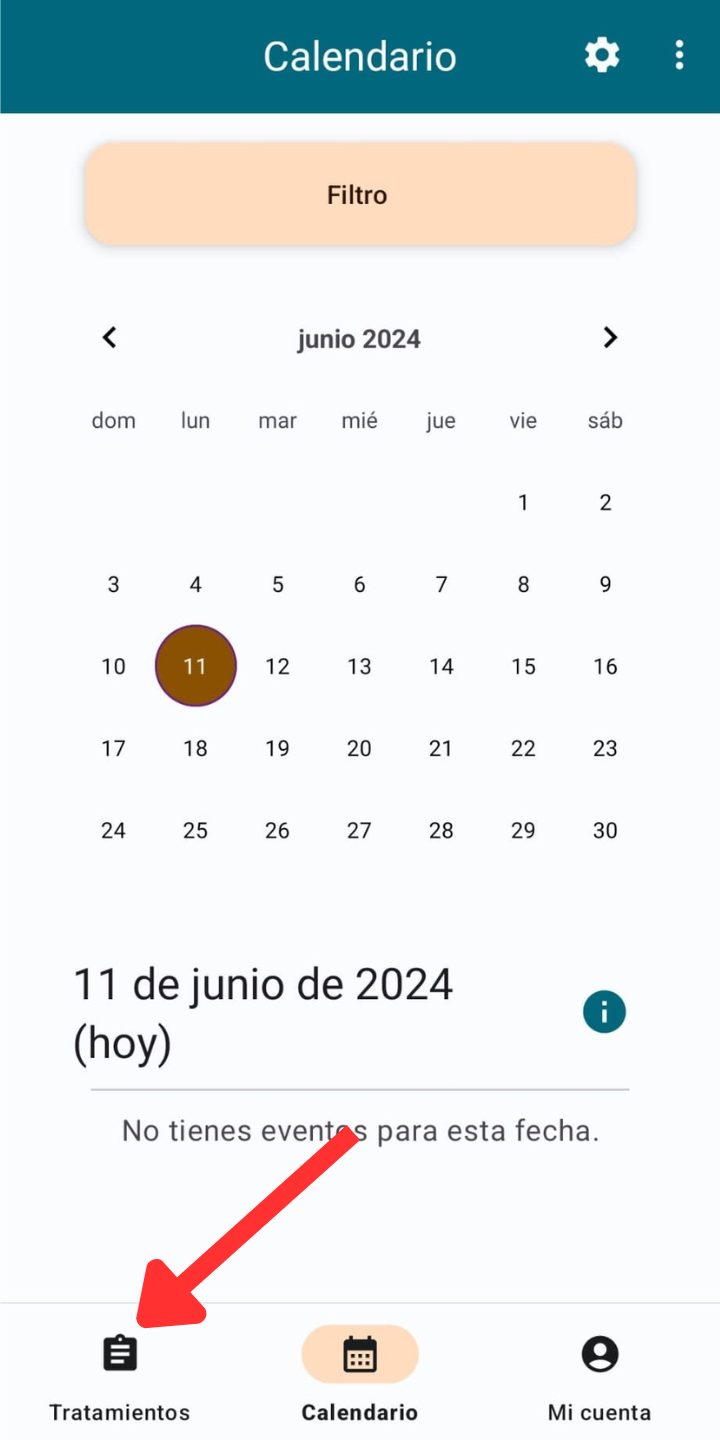 Calendario
Filtro
junio 2024
dom lun mar mié jue vie sáb
1 2
3 4 5 6 7 8 9
10 11 12 13 14 15 16
17 18 19 20 21 22 23
24 25 26 27 28 29 30
11 de junio de 2024
(hoy)
No tienes eventos para esta fecha.
Tratamientos Calendario Mi cuenta